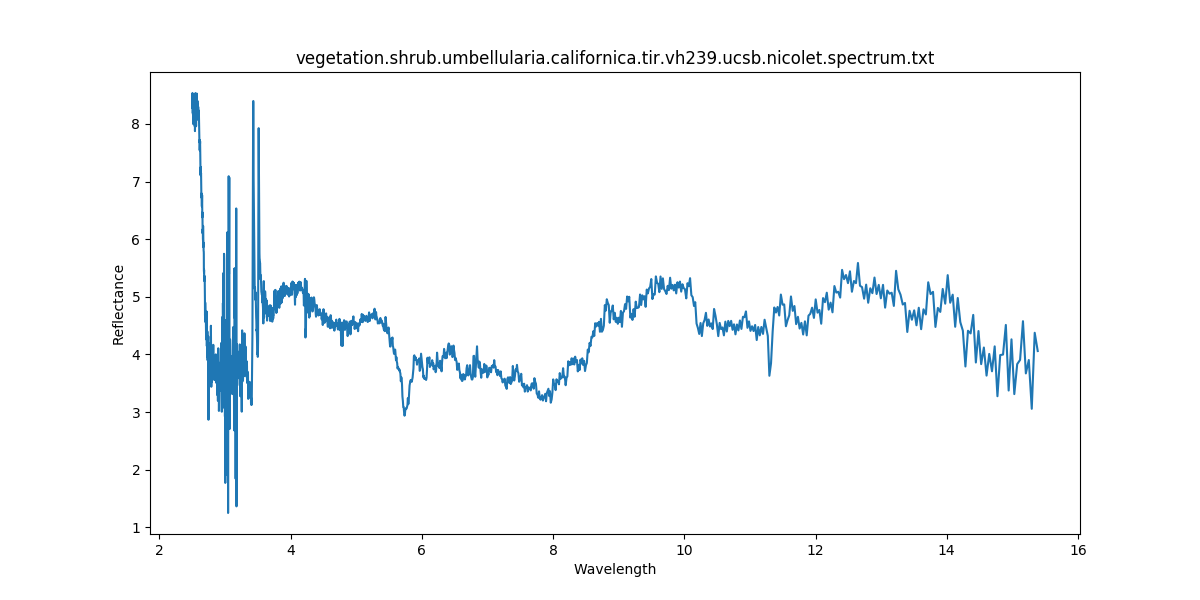 vegetation.shrub.umbellularia.californica.tir.vh239.ucsb.nicolet.spectrum.txt
Reflectance
8
7
6
5
4
3
2
1
2 4 6 8 10 12 14 16
Wavelength